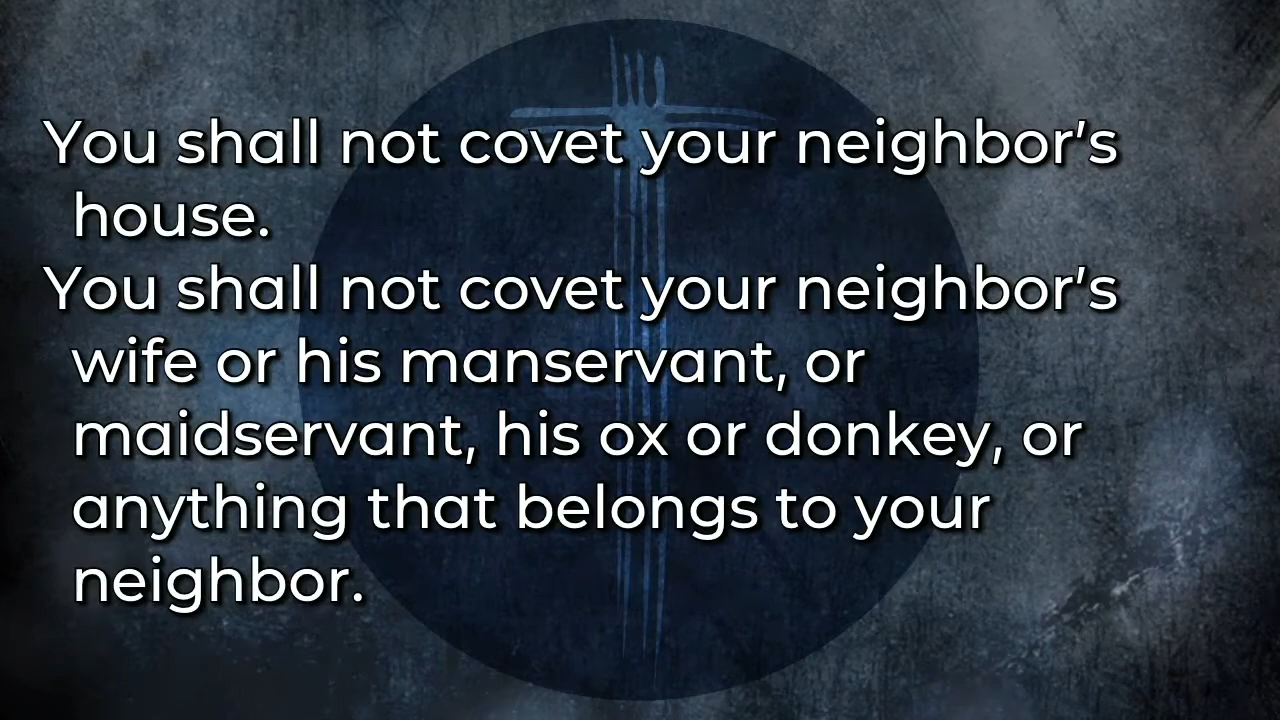 You shall not covet your neighbor’s
house.
You shall not covet your neighbor’s
wife or his manservant, or
maidservant, his ox or donkey, or
anything that belongs to your
neighbor.